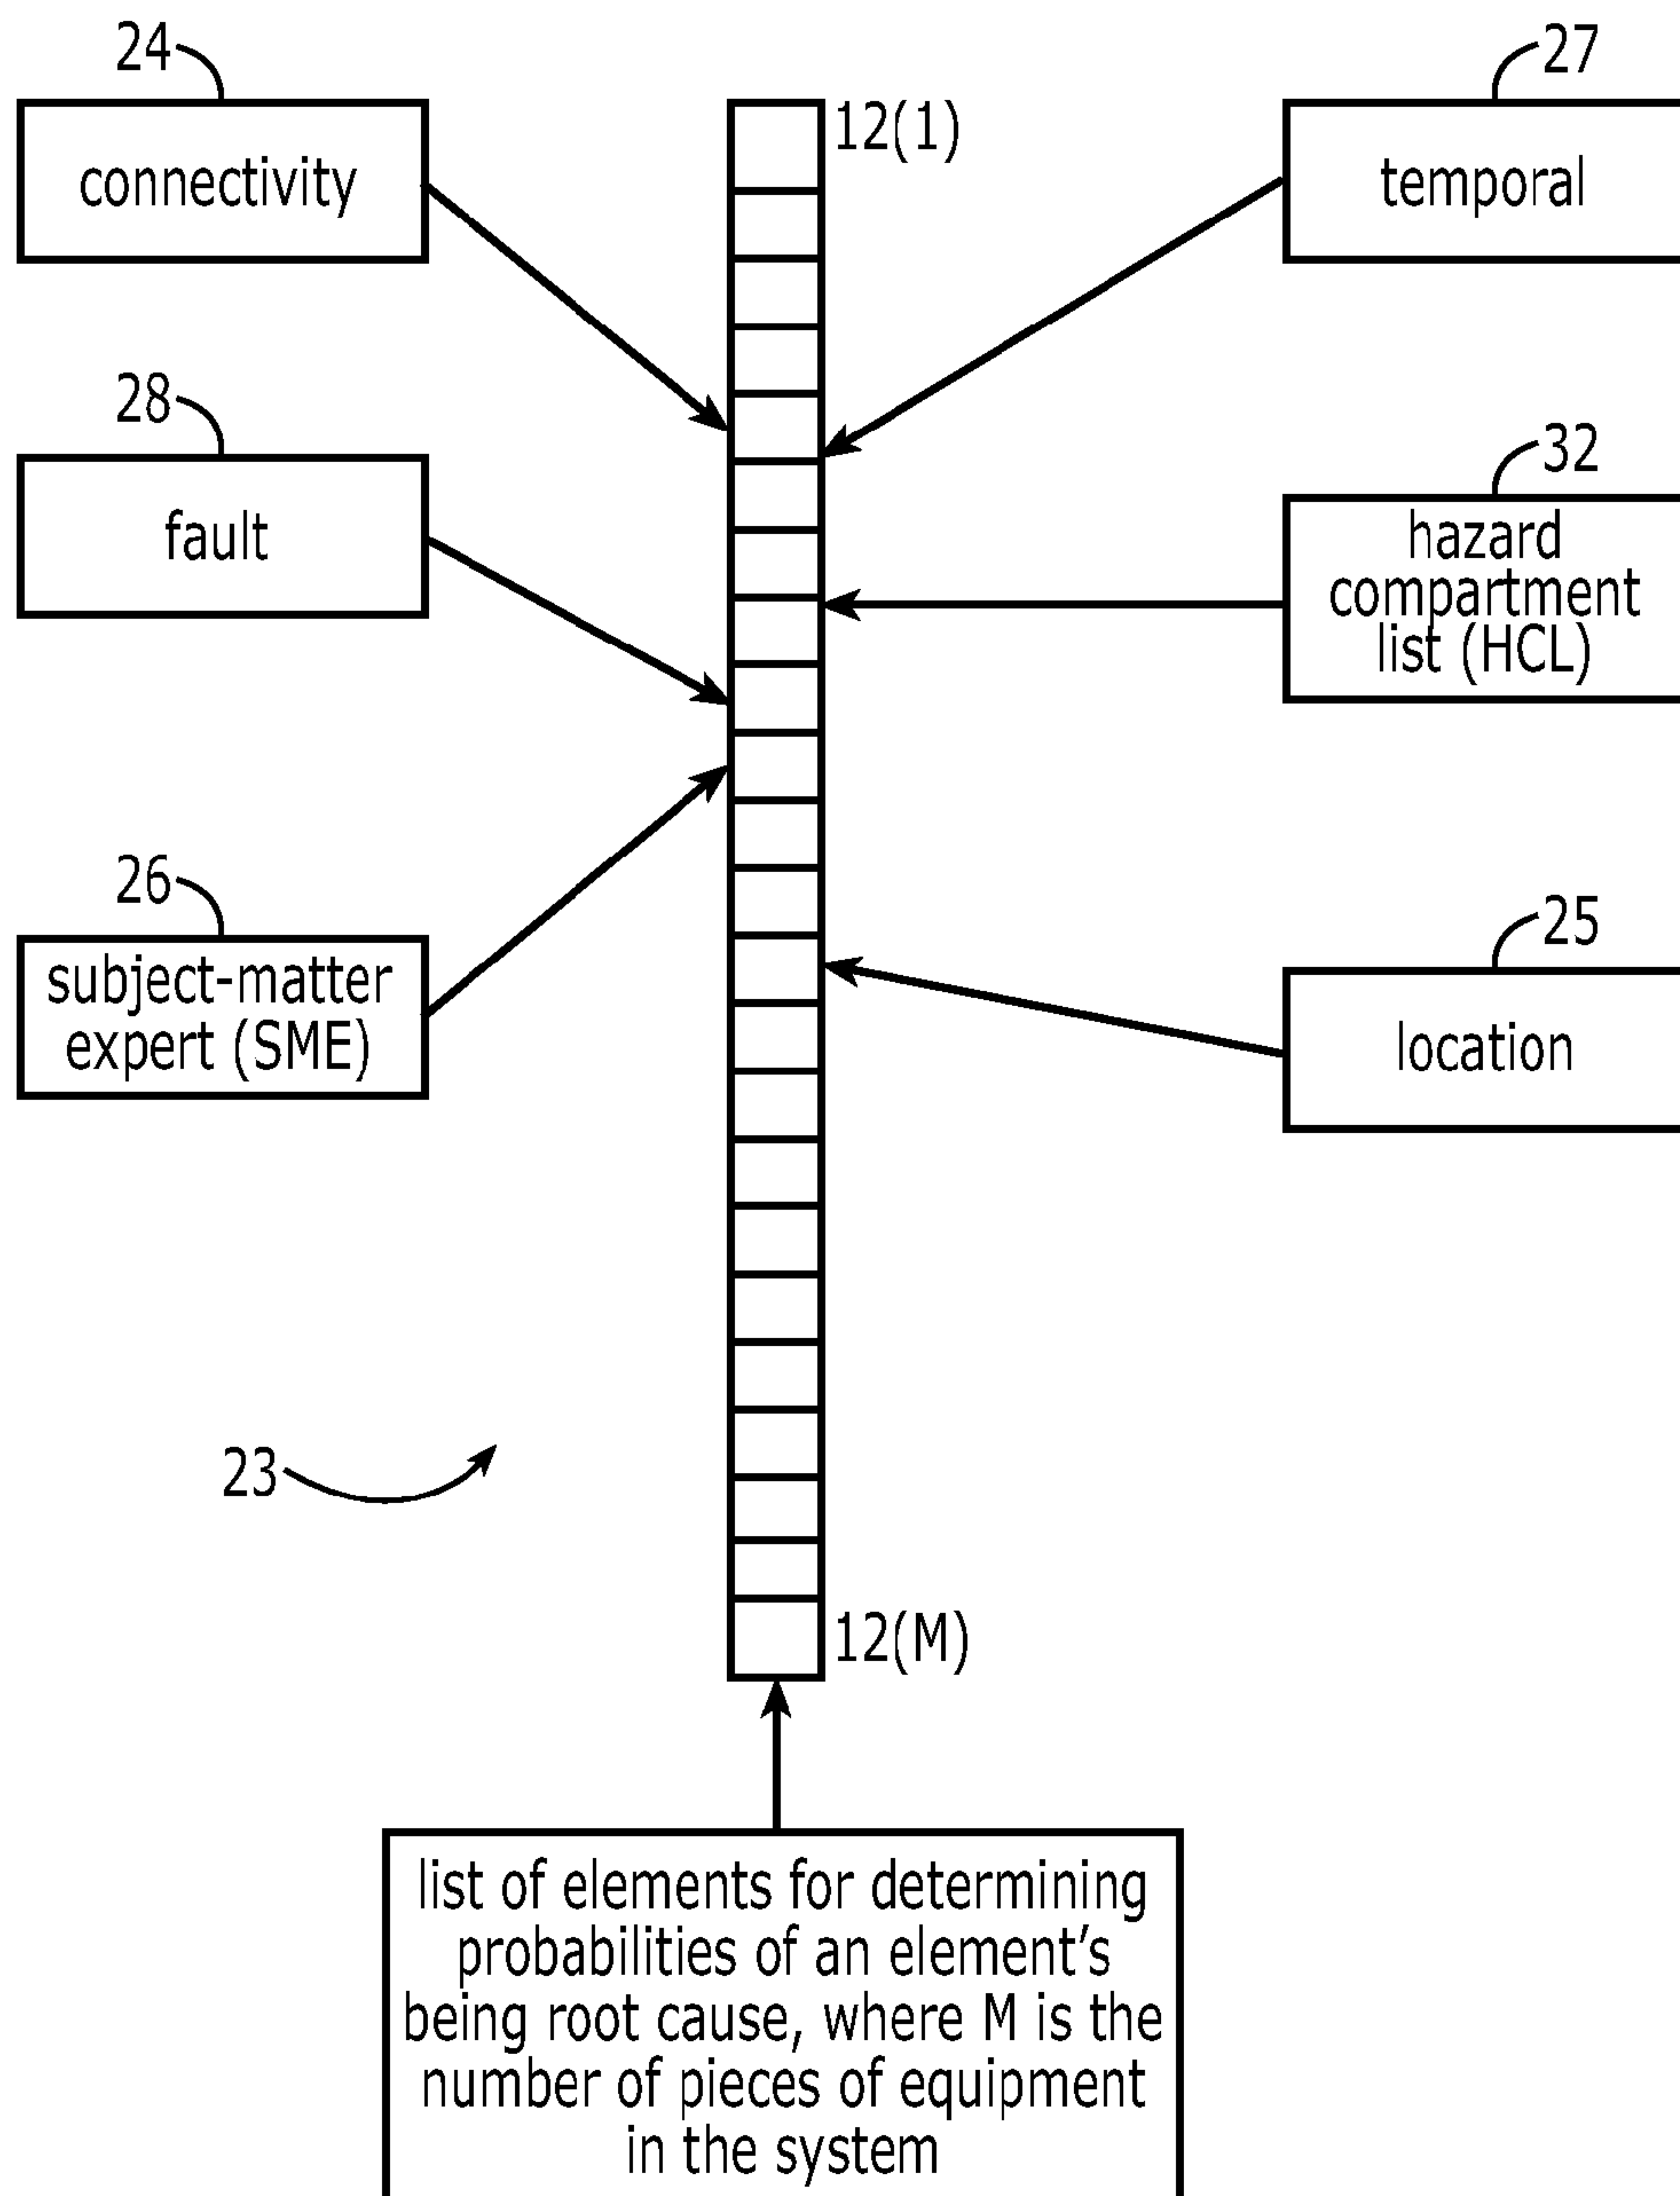 24
27
12(1)
connectivity
temporal
28
32
fault
hazard
compartment
list (HCL)
26
25
subject-matter
expert (SME)
location
23
12(M)
list of elements for determining
probabilities of an element's
being root cause, where M is the
number of pieces of equipment
in the system